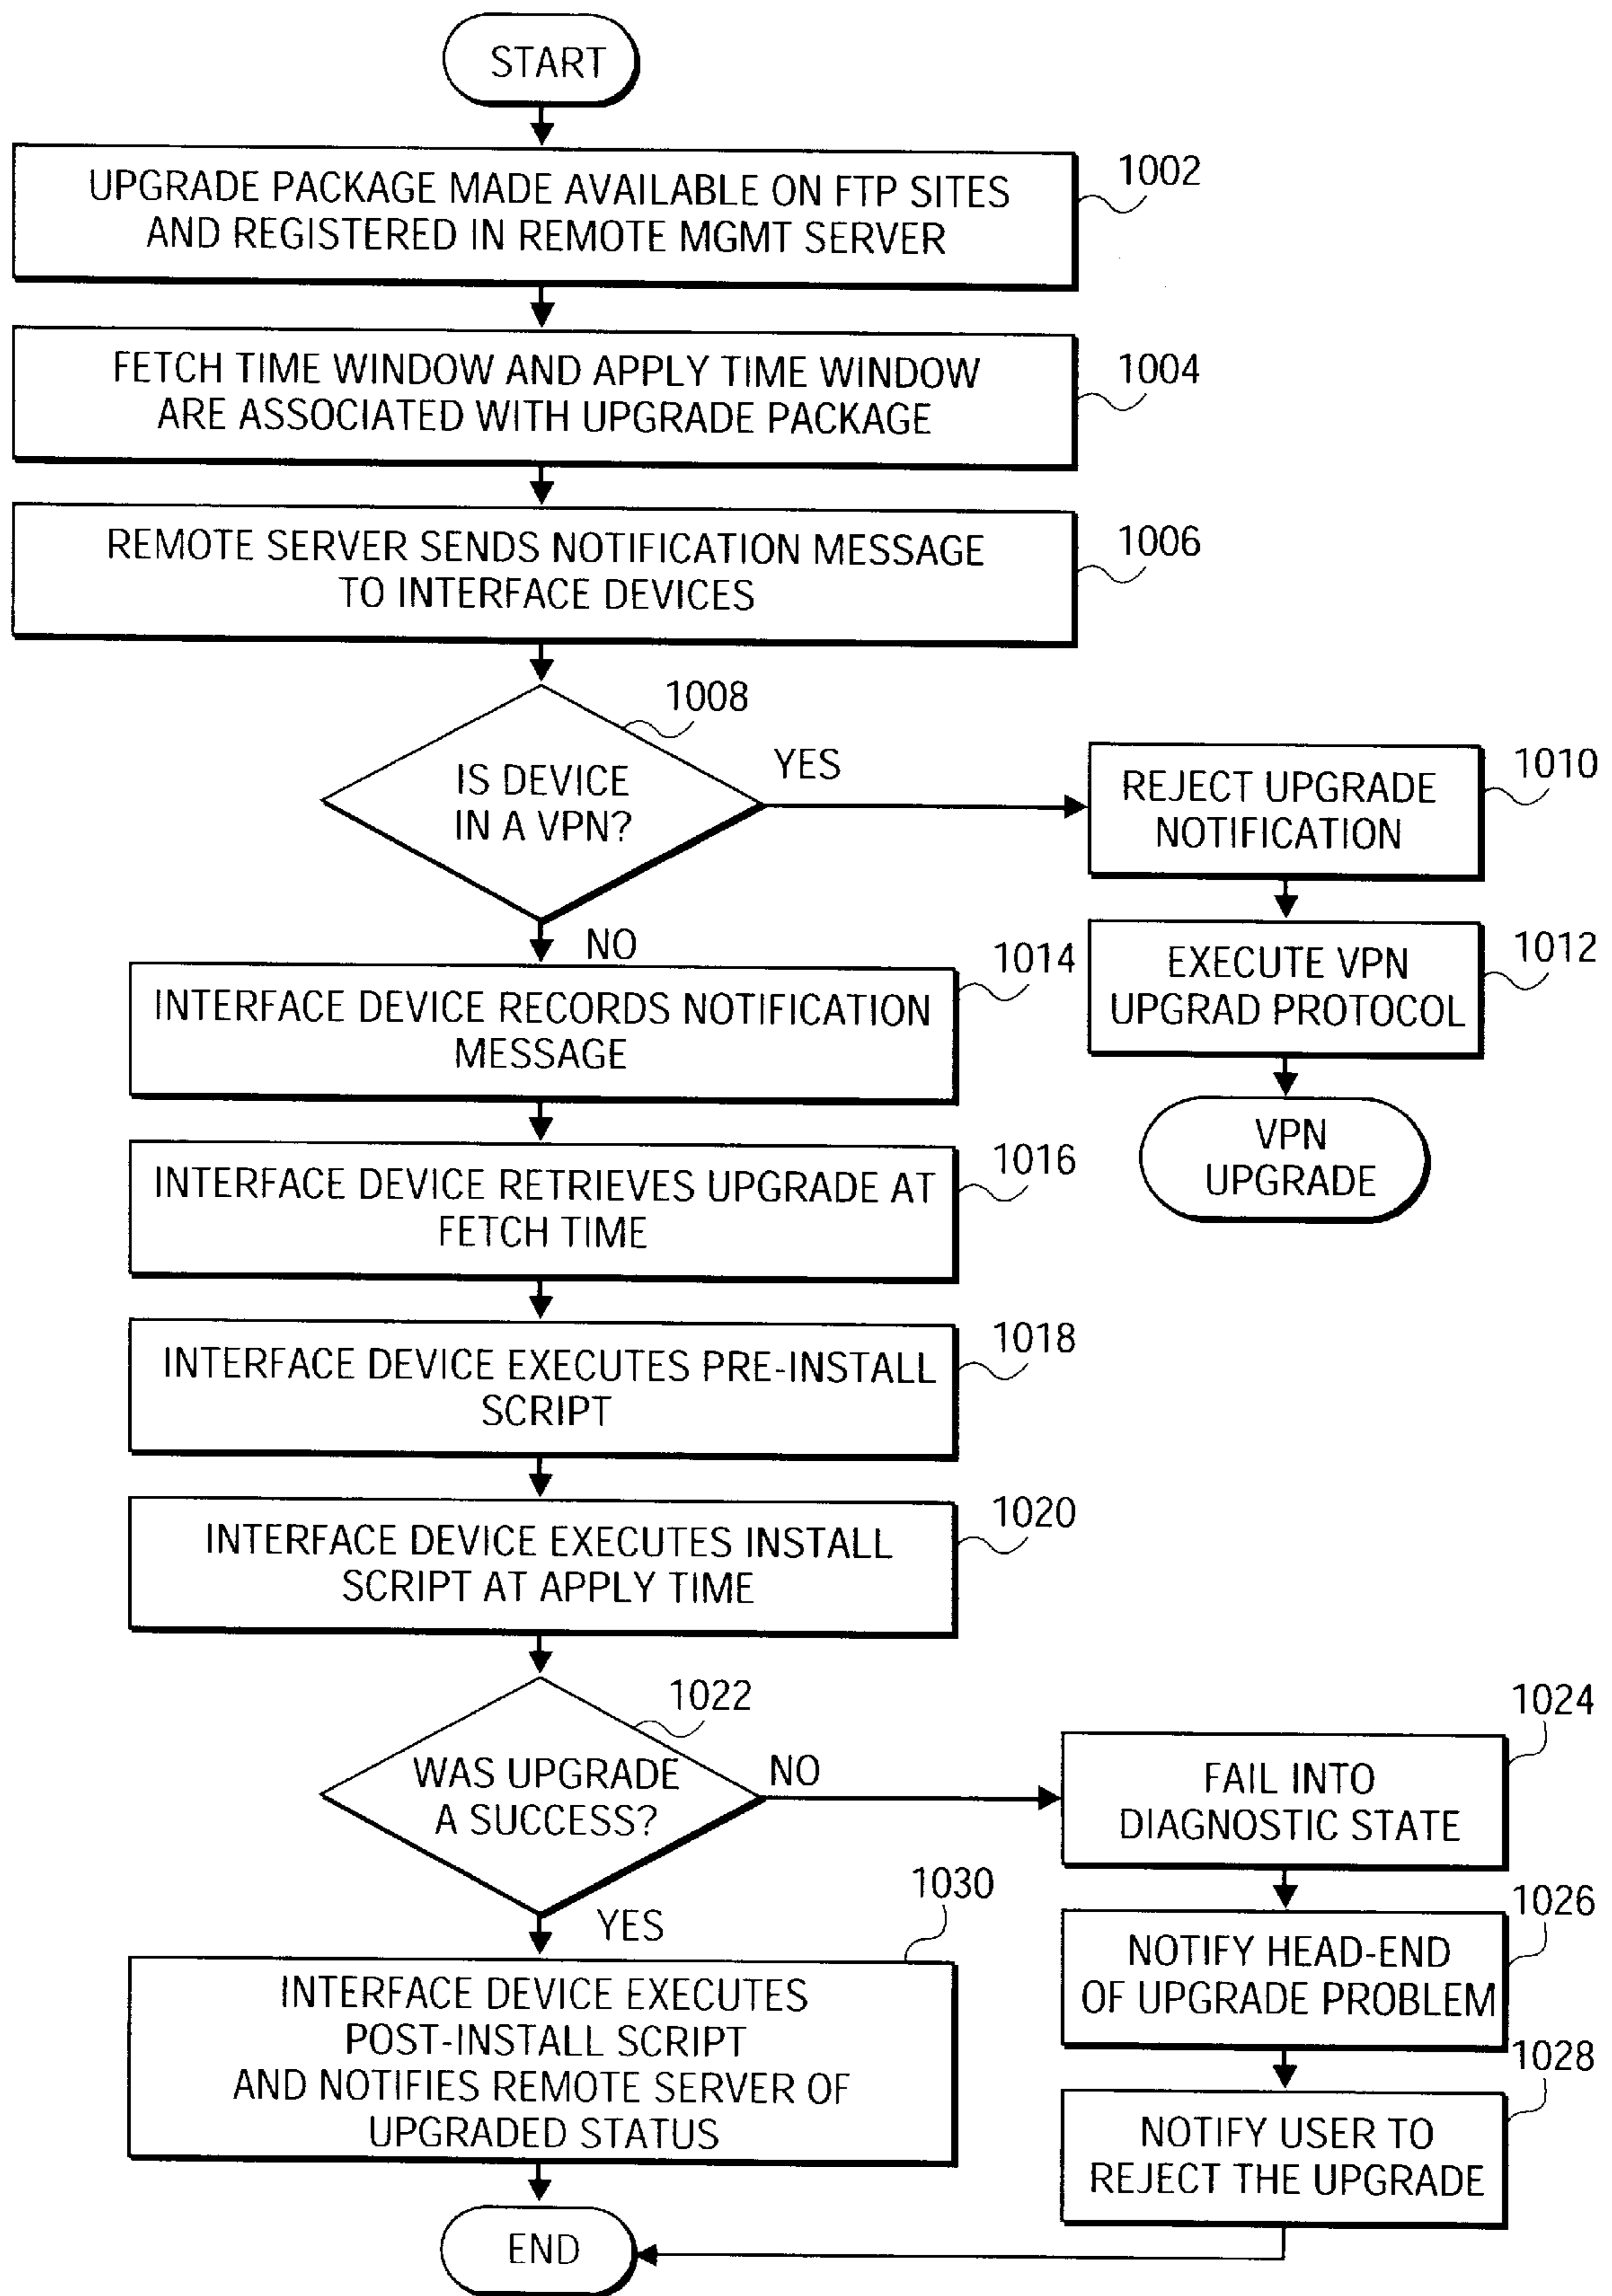 START
UPGRADE PACKAGE MADE AVAILABLE ON FTP SITES
AND REGISTERED IN REMOTE MGMT SERVER
1002
FETCH TIME WINDOW AND APPLY TIME WINDOW
ARE ASSOCIATED WITH UPGRADE PACKAGE
1004
REMOTE SERVER SENDS NOTIFICATION MESSAGE
TO INTERFACE DEVICES
1006
IS DEVICE
IN A VPN?
1008
YES
REJECT UPGRADE
NOTIFICATION
1010
EXECUTE VPN
UPGRAD PROTOCOL
1012
VPN
UPGRADE
NO
INTERFACE DEVICE RECORDS NOTIFICATION
MESSAGE
1014
INTERFACE DEVICE RETRIEVES UPGRADE AT
FETCH TIME
1016
INTERFACE DEVICE EXECUTES PRE-INSTALL
SCRIPT
1018
INTERFACE DEVICE EXECUTES INSTALL
SCRIPT AT APPLY TIME
1020
WAS UPGRADE
A SUCCESS?
1022
NO
FAIL INTO
DIAGNOSTIC STATE
1024
NOTIFY HEAD-END
OF UPGRADE PROBLEM
1026
NOTIFY USER TO
REJECT THE UPGRADE
1028
YES
INTERFACE DEVICE EXECUTES
POST-INSTALL SCRIPT
AND NOTIFIES REMOTE SERVER OF
UPGRADED STATUS
1030
END